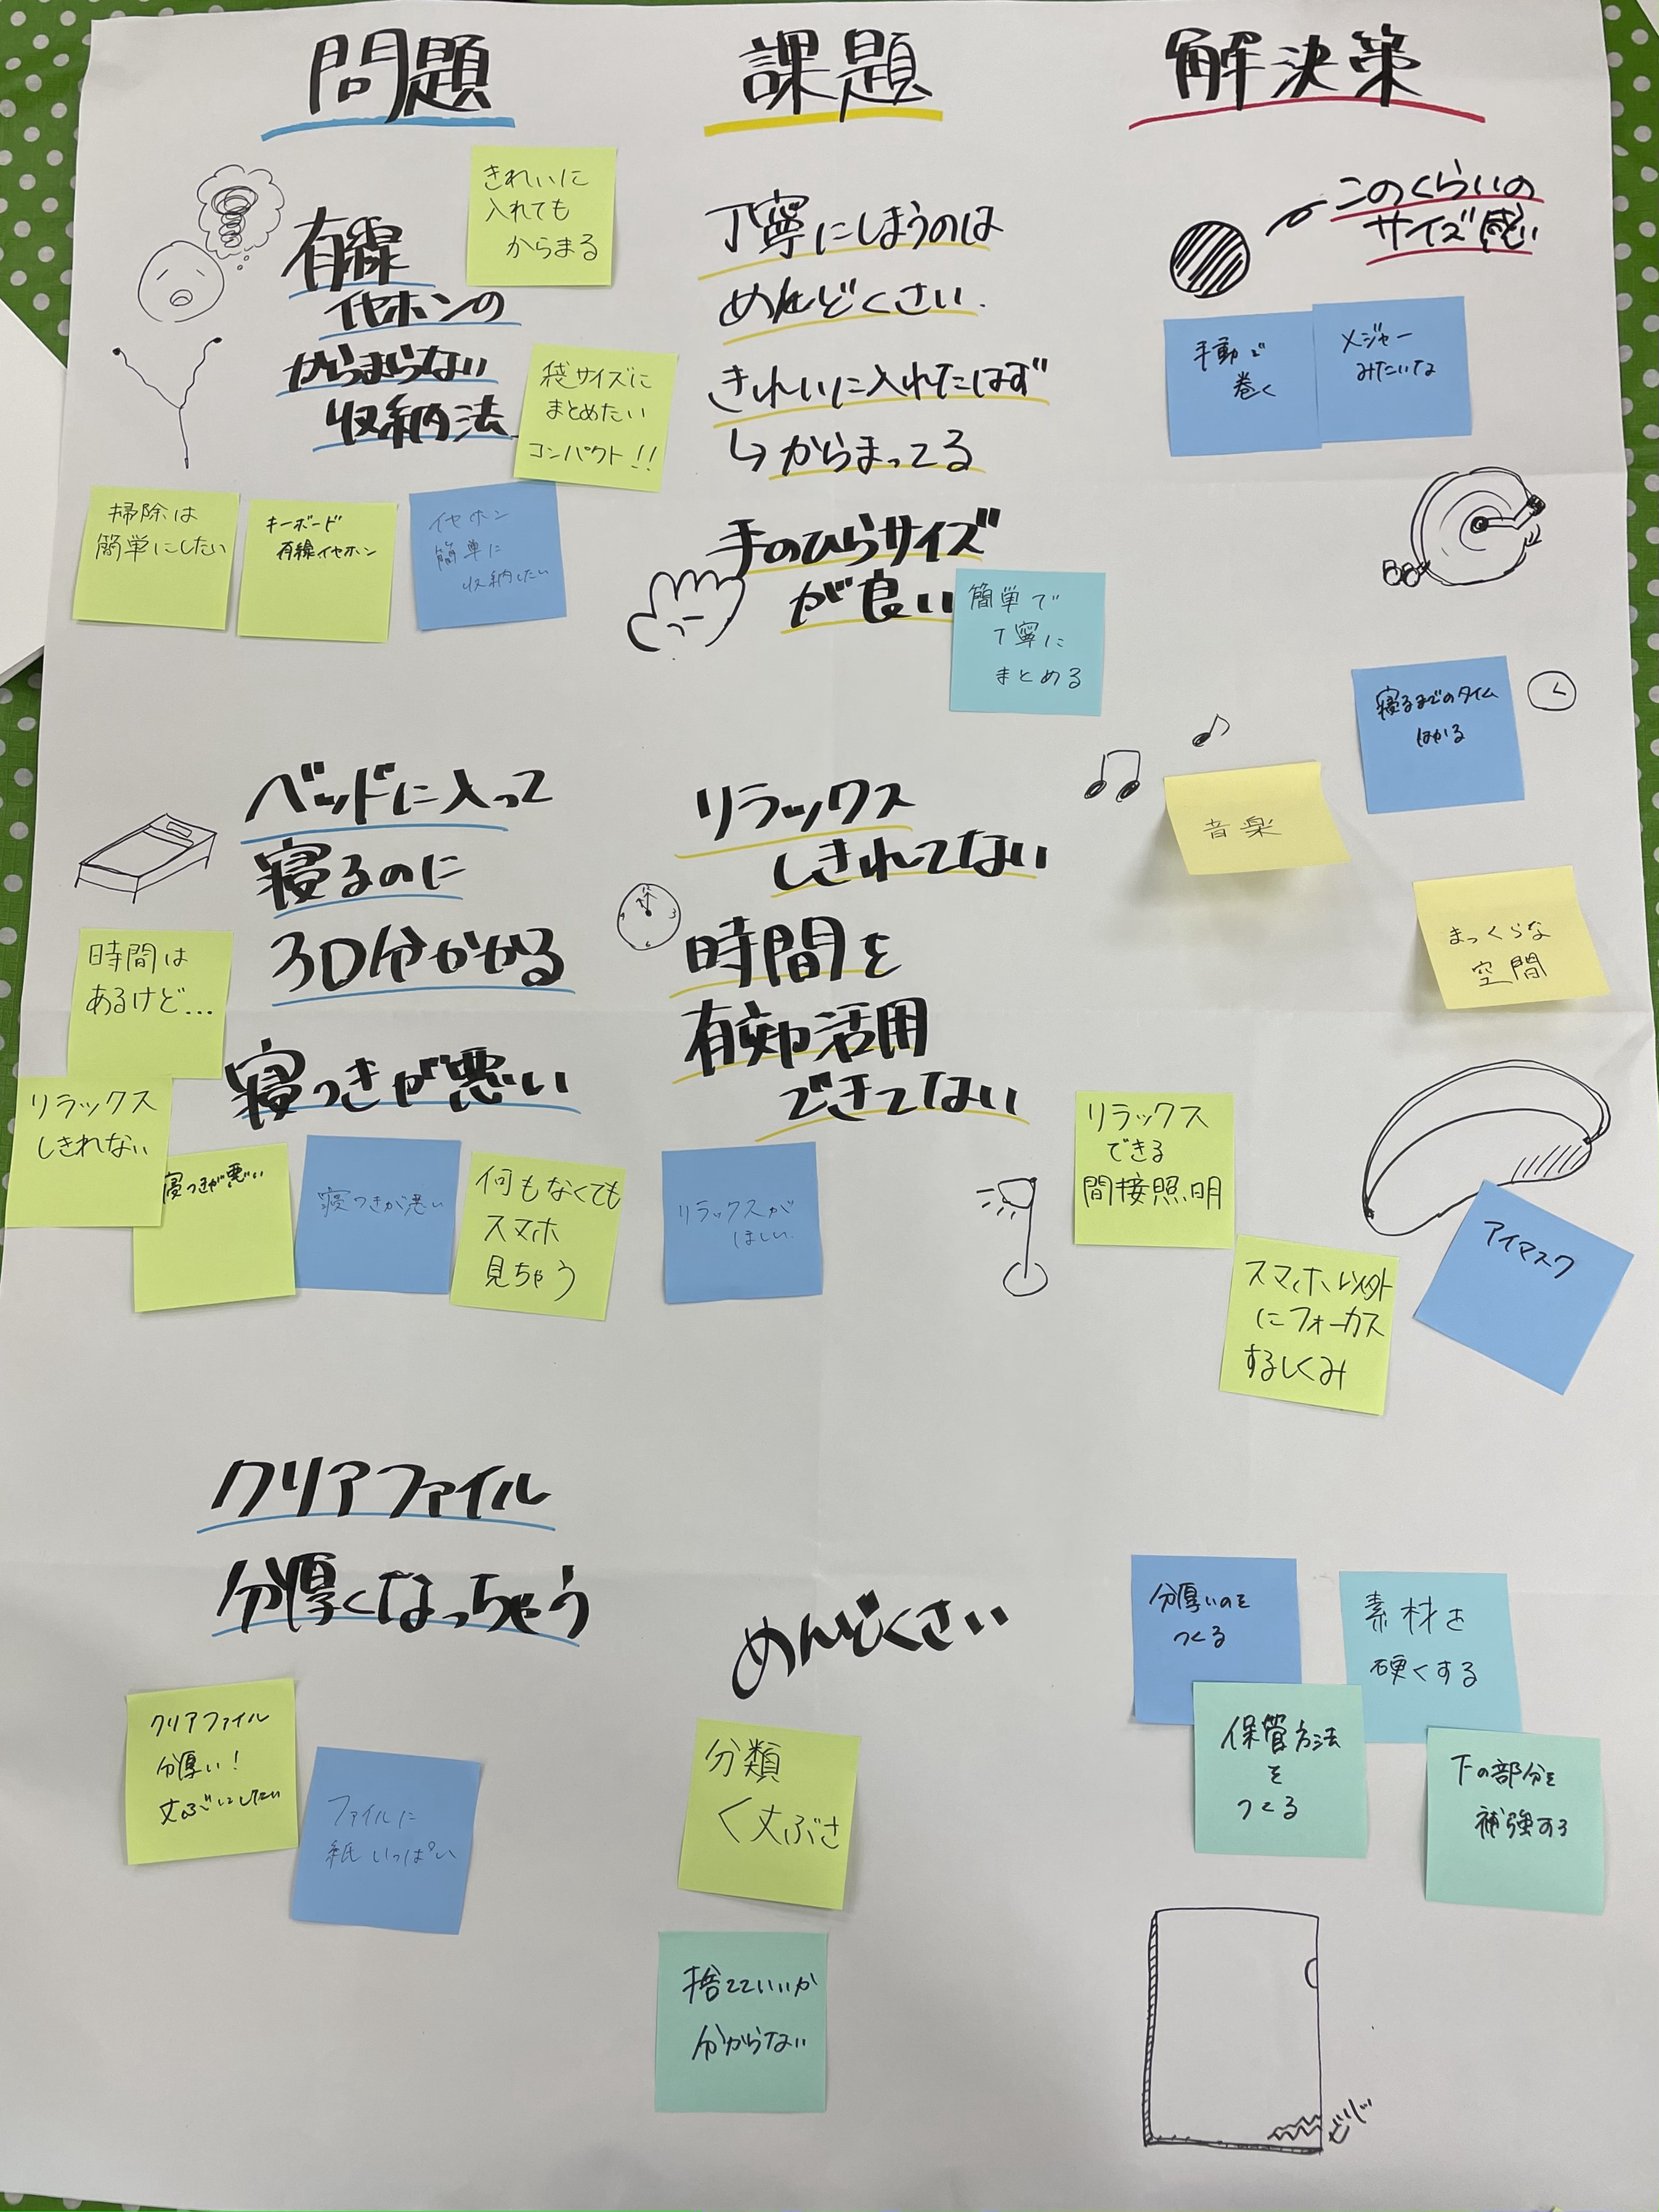 問題
課題
解決策
きれいに
入れても
からまる
有線
イヤホンの
からまらない
収納法
袋サイズに
まとめたい
コンパクト!!
掃除は
簡単にしたい
キーボード
有線イヤホン
イヤホン
簡単に
収納したい
丁寧にしまうのは
めんどくさい.
きれいに入れたはず
↳からまってる
手のひらサイズ
が良い
簡単で
丁寧に
まとめる
このくらいの
サイズ感
手動で
巻く
メジャー
みたいな
ベッドに入って
寝るのに
30分かかる
寝つきが悪い
時間は
あるけど...
リラックス
しきれない
寝つきが悪い
寝つきが悪い
何もなくても
スマホ
見ちゃう
リラックス
しきれてない
時間を
有効活用
できてない
リラックスが
ほしい.
寝るまでのタイム
はかる
音楽
まっくらな
空間
リラックス
できる
間接照明
スマホ以外
にフォーカス
するしくみ
アイマスク
クリアファイル
分厚くなっちゃう
クリアファイル
分厚い!
丈ぶにしたい
ファイルに
紙いっぱい
めんどくさい
分類
く丈ぶさ
捨てていいか
分からない
分厚いのを
つくる
素材を
硬くする
保管方法
を
つくる
下の部分を
補強する
ビリビリ